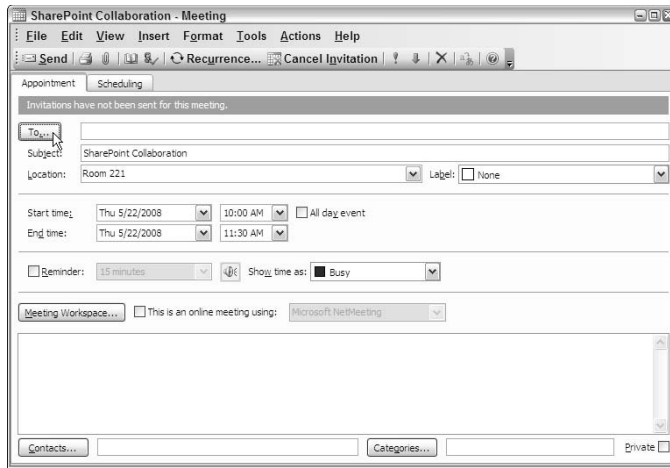 SharePoint Collaboration - Meeting
File Edit View Insert Format Tools Actions Help
Send Recurrence... Cancel Invitation
Appointment Scheduling
Invitations have not been sent for this meeting.
To...
Subject: SharePoint Collaboration
Location: Room 221 Label: None
Start time: Thu 5/22/2008 10:00 AM All day event
End time: Thu 5/22/2008 11:30 AM
Reminder: 15 minutes Show time as: Busy
Meeting Workspace... This is an online meeting using: Microsoft NetMeeting
Contacts... Categories... Private